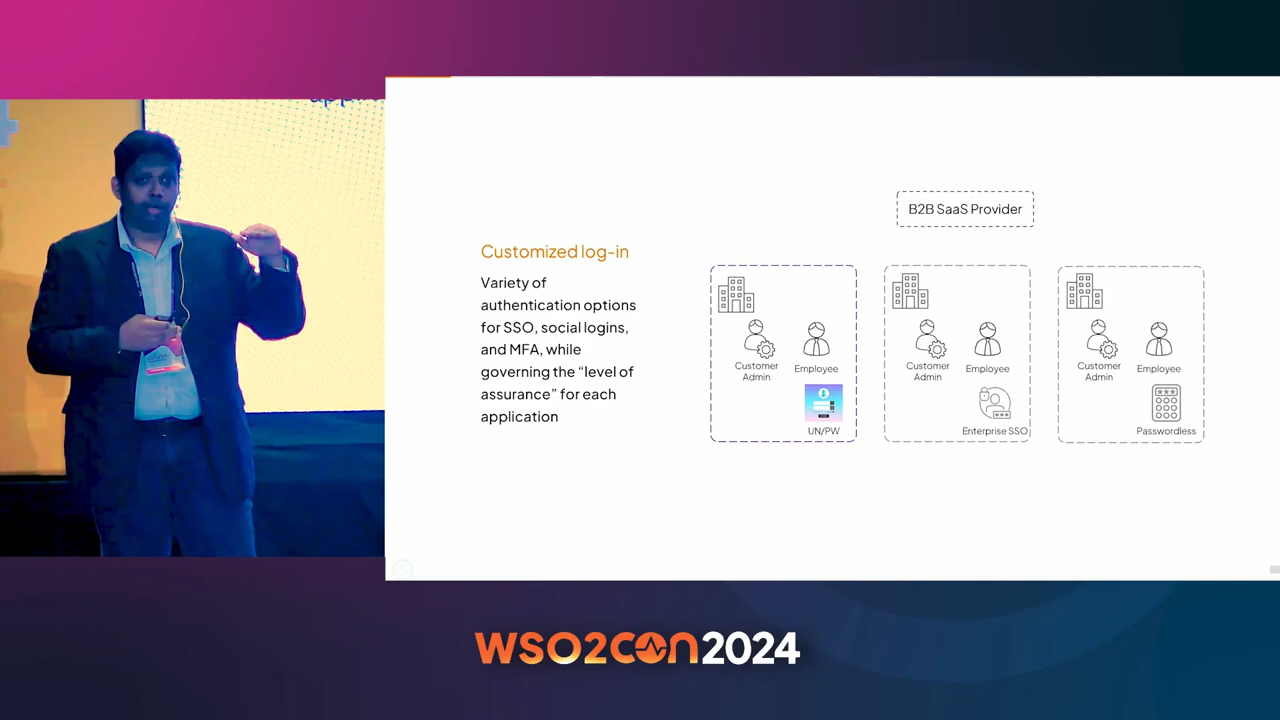 B2B SaaS Provider
Customized log-in
Variety of
authentication options
for SSO, social logins,
and MFA, while
governing the “level of
assurance” for each
application
Customer
Admin
Employee
UN/PW
Customer
Admin
Employee
Enterprise SSO
Customer
Admin
Employee
Passwordless
WSO2CON2024